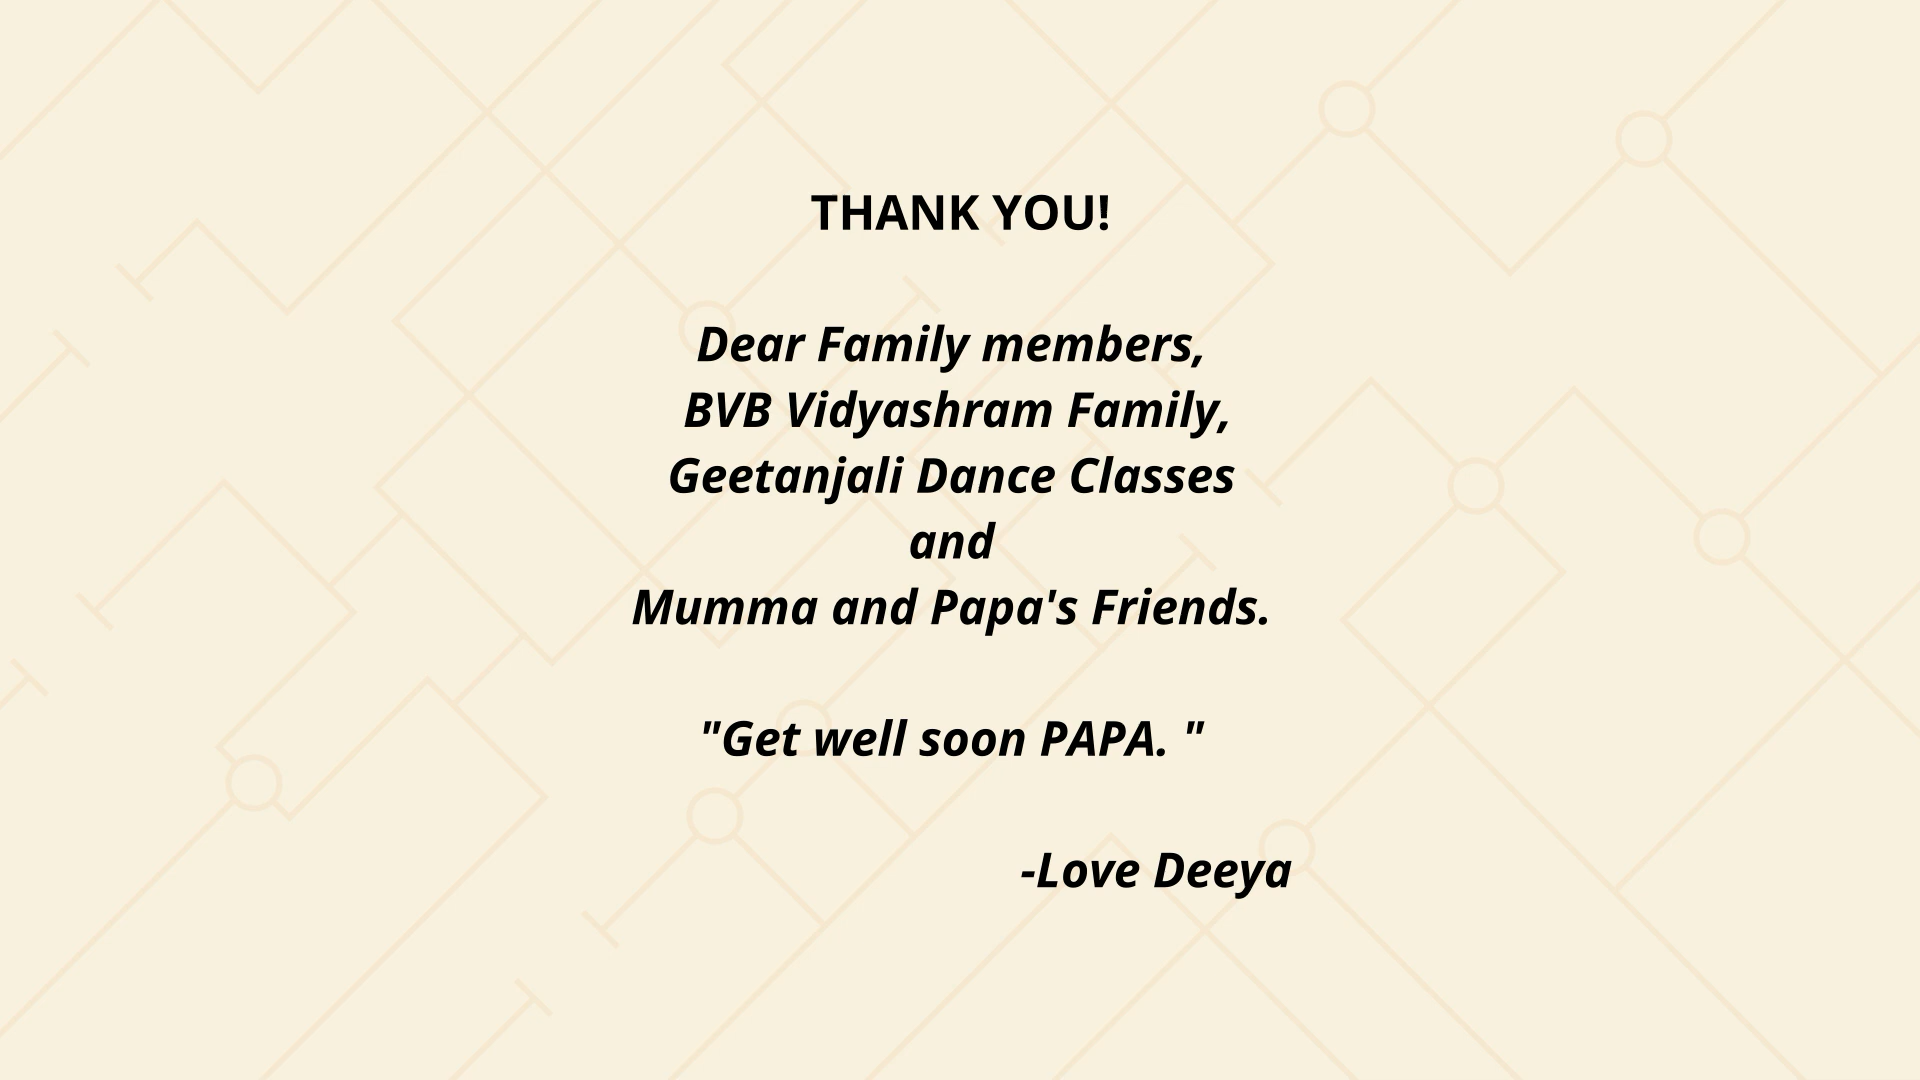 THANK YOU!
Dear Family members,
BVB Vidyashram Family,
Geetanjali Dance Classes
and
Mumma and Papa's Friends.
"Get well soon PAPA. "
-Love Deeya